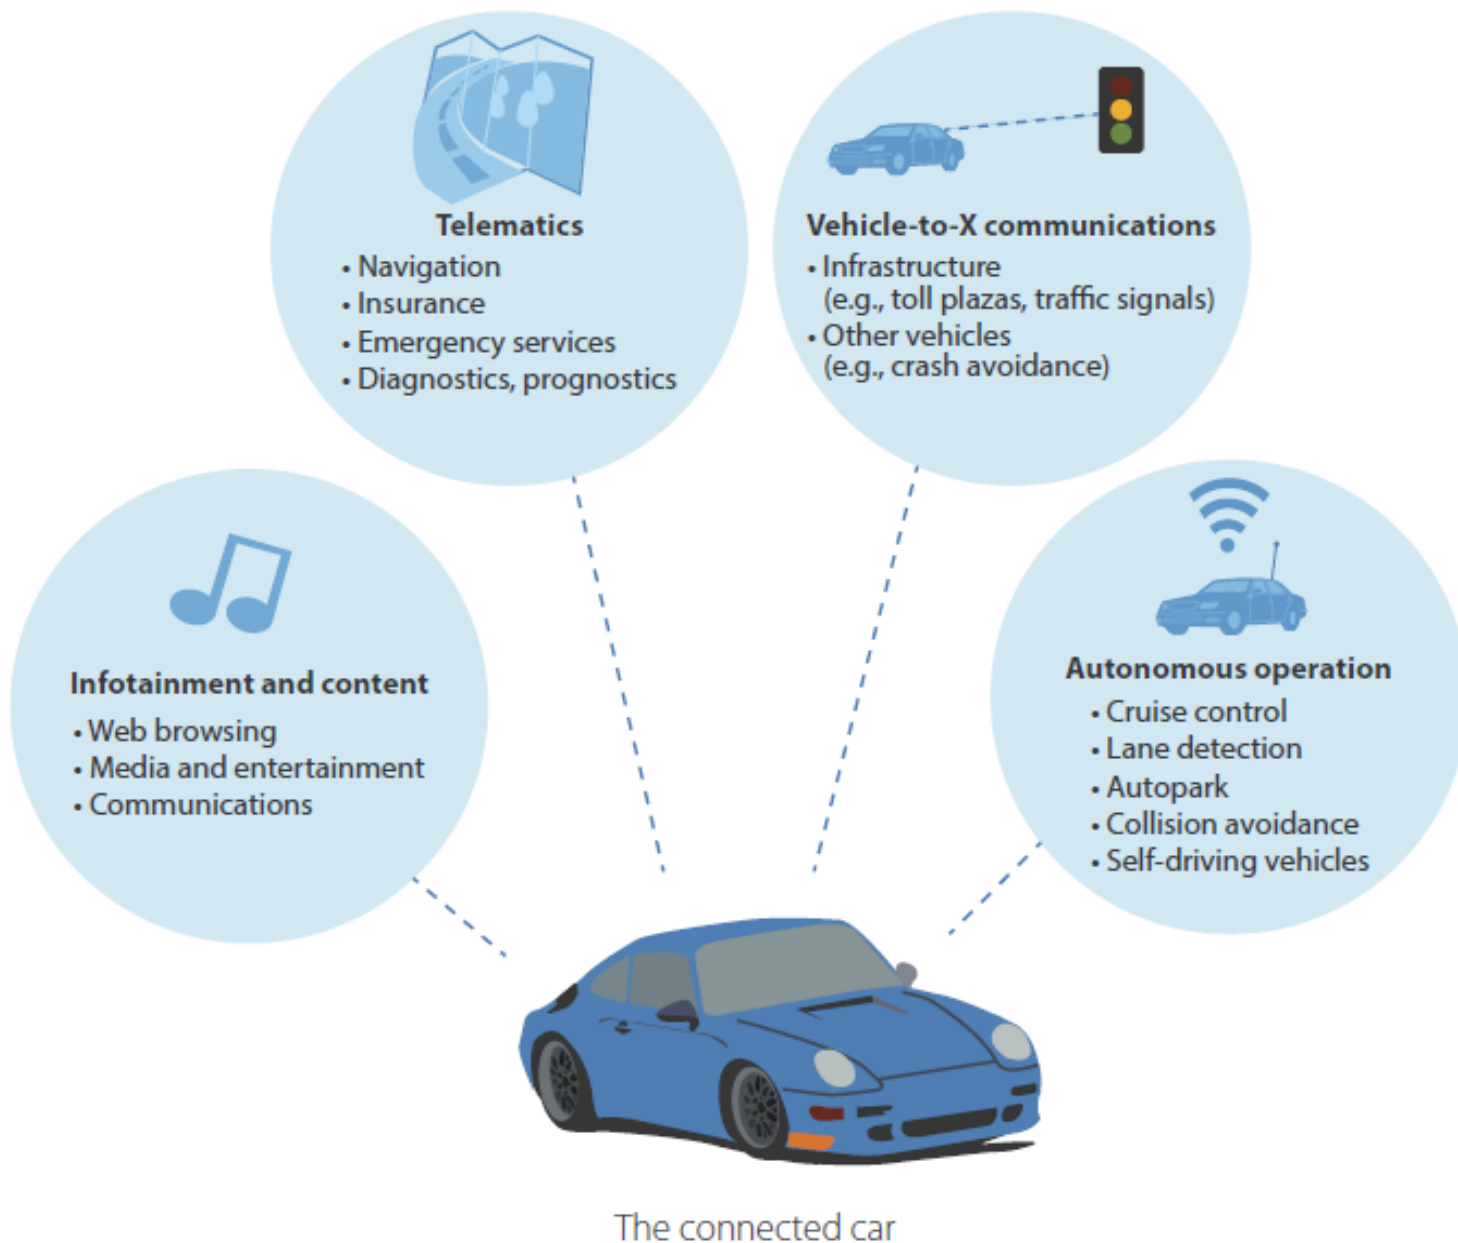 Telematics
• Navigation
• Insurance
• Emergency services
• Diagnostics, prognostics
Vehicle-to-X communications
• Infrastructure
(e.g., toll plazas, traffic signals)
• Other vehicles
(e.g., crash avoidance)
Infotainment and content
• Web browsing
• Media and entertainment
• Communications
Autonomous operation
• Cruise control
• Lane detection
• Autopark
• Collision avoidance
• Self-driving vehicles
The connected car